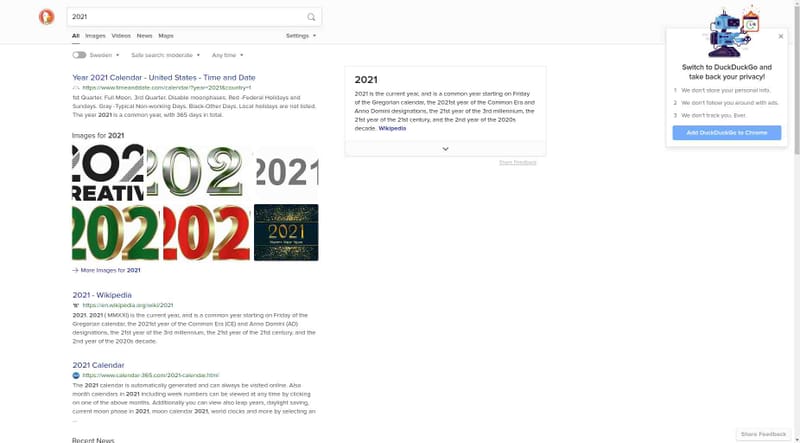 2021
All Images Videos News Maps Settings
Sweden Safe search: moderate Any time
Year 2021 Calendar - United States - Time and Date
https://www.timeanddate.com/calendar/?year=2021&country=1
1st Quarter. Full Moon. 3rd Quarter. Disable moonphases. Red -Federal Holidays and
Sundays. Gray -Typical Non-working Days. Black-Other Days. Local holidays are not listed.
The year 2021 is a common year, with 365 days in total.
Images for 2021
2021
CREATIV
2021
2021
2021
2021
2021
More Images for 2021
2021 - Wikipedia
https://en.wikipedia.org/wiki/2021
2021. 2021 ( MMXXI) is the current year, and is a common year starting on Friday of the
Gregorian calendar, the 2021st year of the Common Era (CE) and Anno Domini (AD)
designations, the 21st year of the 3rd millennium, the 21st year of the 21st century, and the
2nd year of the 2020s decade.
2021 Calendar
https://www.calendar-365.com/2021-calendar.html
The 2021 calendar is automatically generated and can always be visited online. Also
month calendars in 2021 including week numbers can be viewed at any time by clicking
on one of the above months. Additionally you can view also leap years, daylight saving,
current moon phase in 2021, moon calendar 2021, world clocks and more by selecting an
...
Recent News
2021
2021 is the current year, and is a common year starting on Friday
of the Gregorian calendar, the 2021st year of the Common Era and
Anno Domini designations, the 21st year of the 3rd millennium, the
21st year of the 21st century, and the 2nd year of the 2020s
decade. Wikipedia
Share Feedback
Switch to DuckDuckGo and
take back your privacy!
1 We don't store your personal info.
2 We don't follow you around with ads.
3 We don't track you. Ever.
Add DuckDuckGo to Chrome
Share Feedback